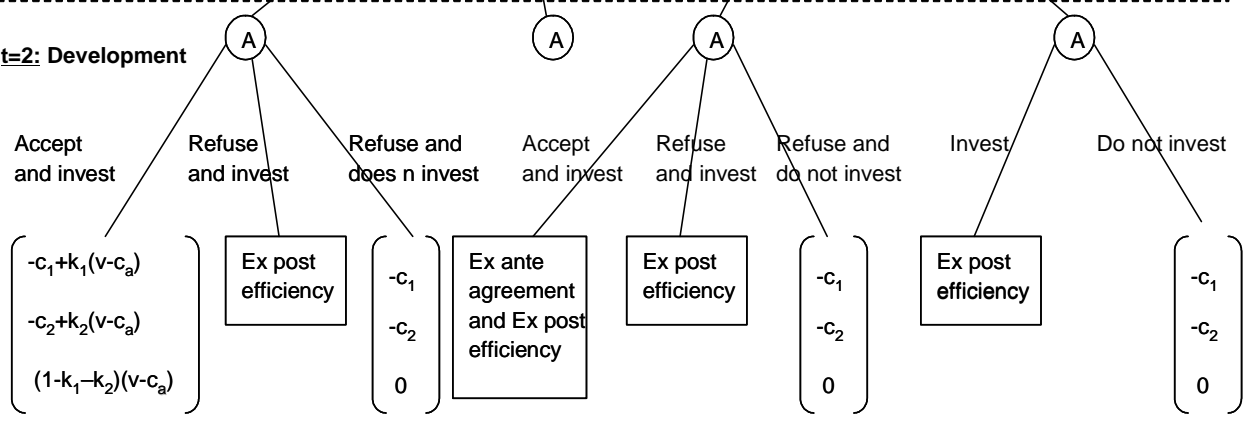 A
A
A
A
t=2: Development
Accept
and invest
Refuse
and invest
Refuse and
does n invest
Accept
and invest
Refuse
and invest
Refuse and
do not invest
Invest
Do not invest
-c₁+k₁(v-cₐ)
-c₂+k₂(v-cₐ)
(1-k₁–k₂)(v-cₐ)
Ex post
efficiency
-c₁
-c₂
0
Ex ante
agreement
and Ex post
efficiency
Ex post
efficiency
-c₁
-c₂
0
Ex post
efficiency
-c₁
-c₂
0